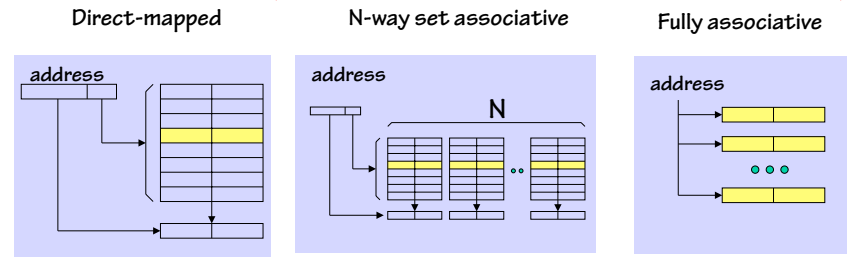 Direct-mapped
N-way set associative
Fully associative
address
address
N
address